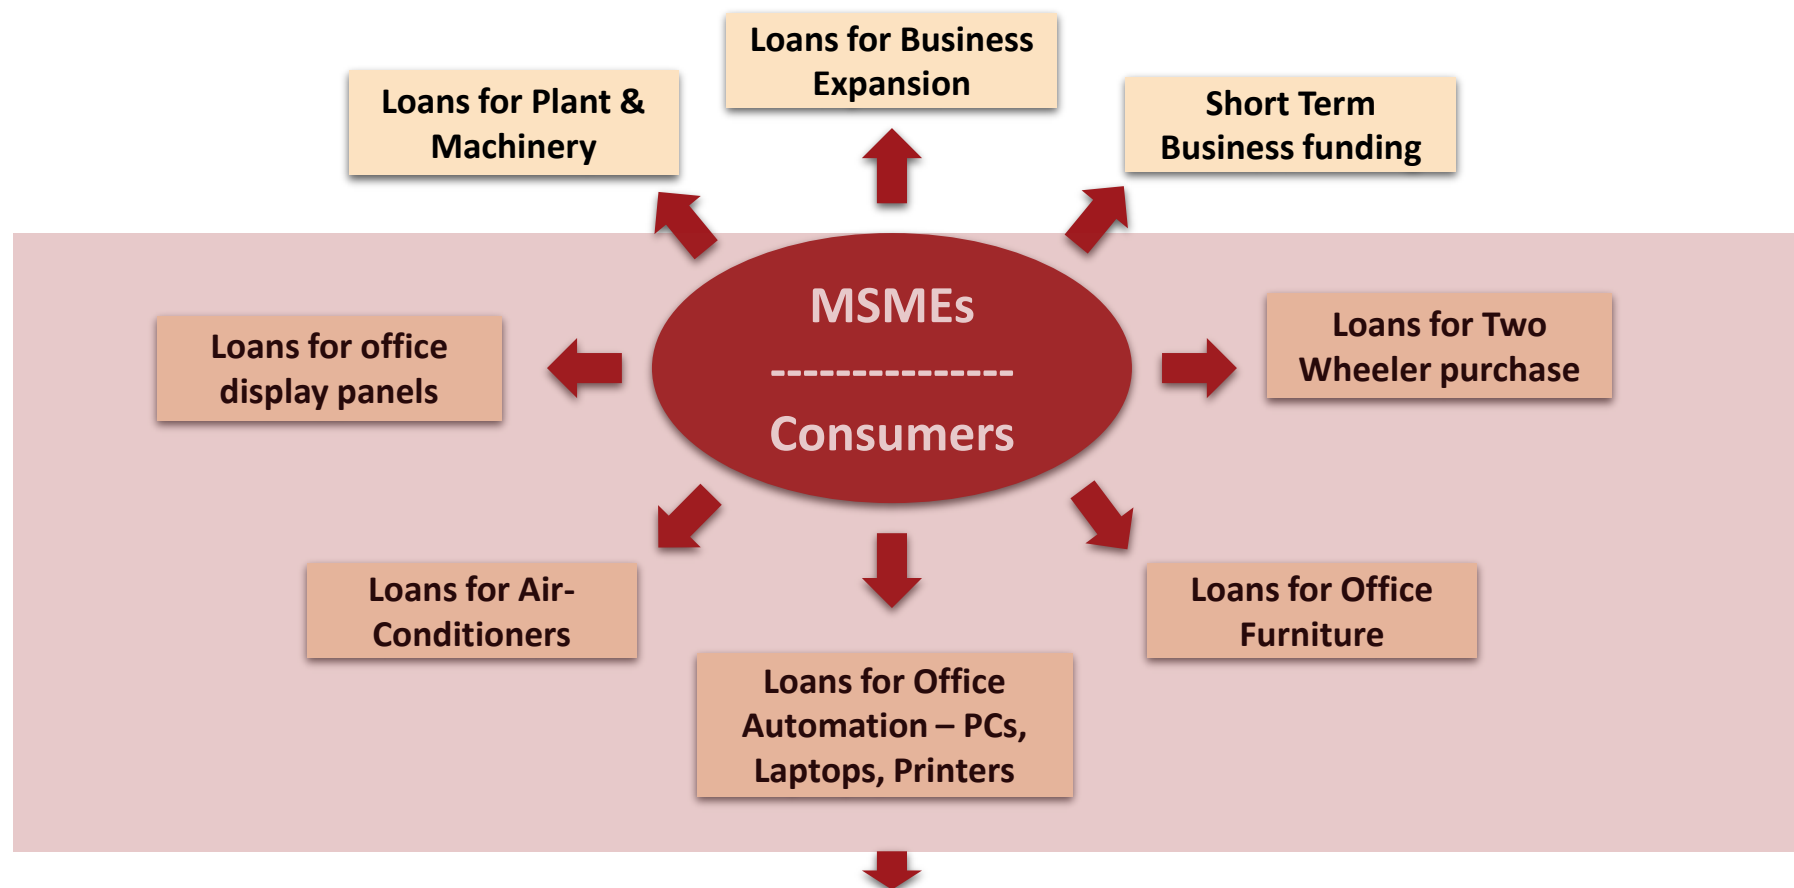 Loans for Business
Expansion
Loans for Plant &
Machinery
Short Term
Business funding
MSMEs
---------------
Consumers
Loans for office
display panels
Loans for Two
Wheeler purchase
Loans for Air-
Conditioners
Loans for Office
Furniture
Loans for Office
Automation – PCs,
Laptops, Printers